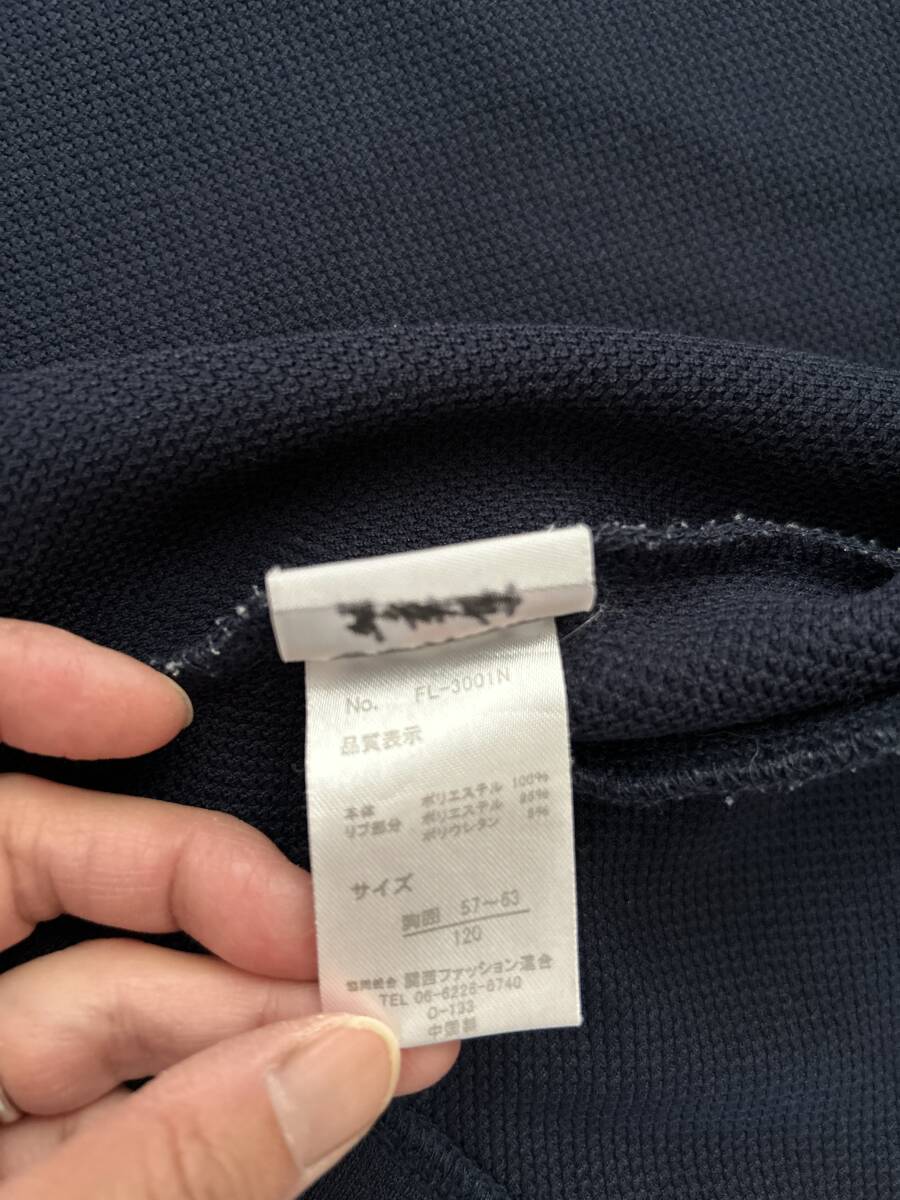 No. FL-3001N
品質表示
本体 ポリエステル 100%
リブ部分 ポリエステル 95%
ポリウレタン 5%
サイズ
胸囲 57〜63
120
協同組合 関西ファッション連合
TEL 06-6228-6740
O-133
中国製